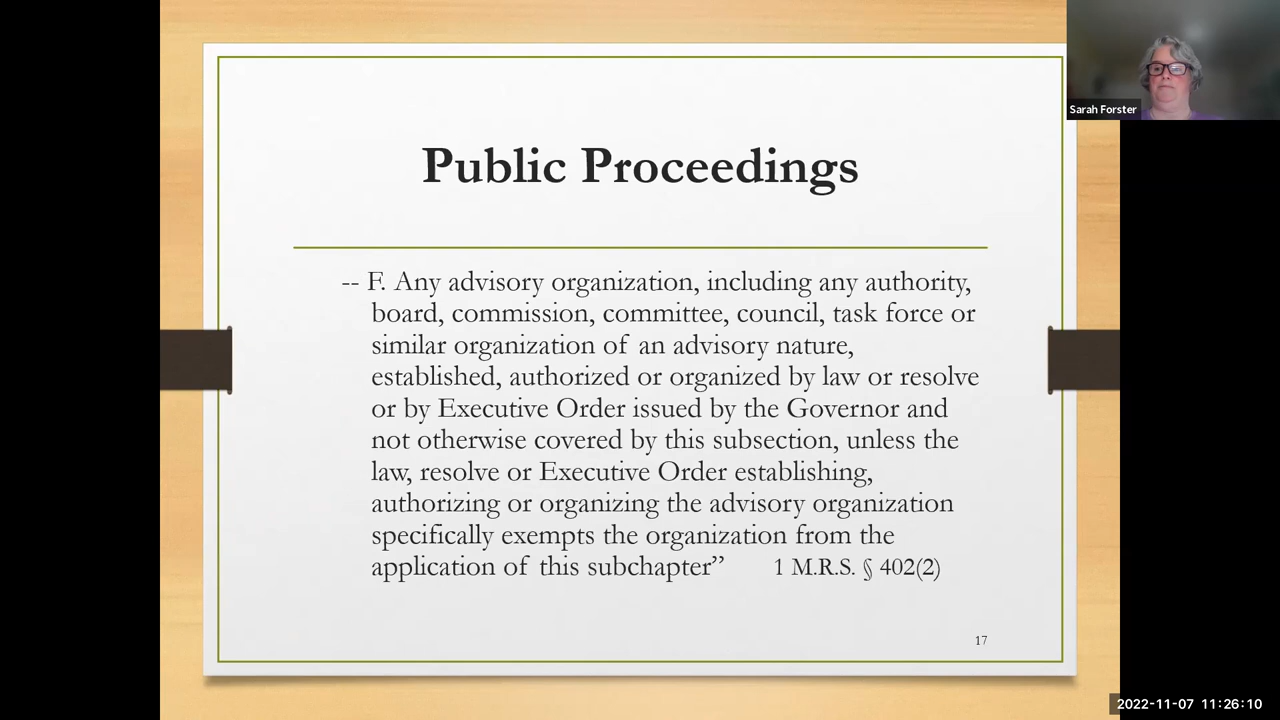 Sarah Forster
Public Proceedings
-- F. Any advisory organization, including any authority,
board, commission, committee, council, task force or
similar organization of an advisory nature,
established, authorized or organized by law or resolve
or by Executive Order issued by the Governor and
not otherwise covered by this subsection, unless the
law, resolve or Executive Order establishing,
authorizing or organizing the advisory organization
specifically exempts the organization from the
application of this subchapter” 1 M.R.S. § 402(2)
17
2022-11-07 11:26:10